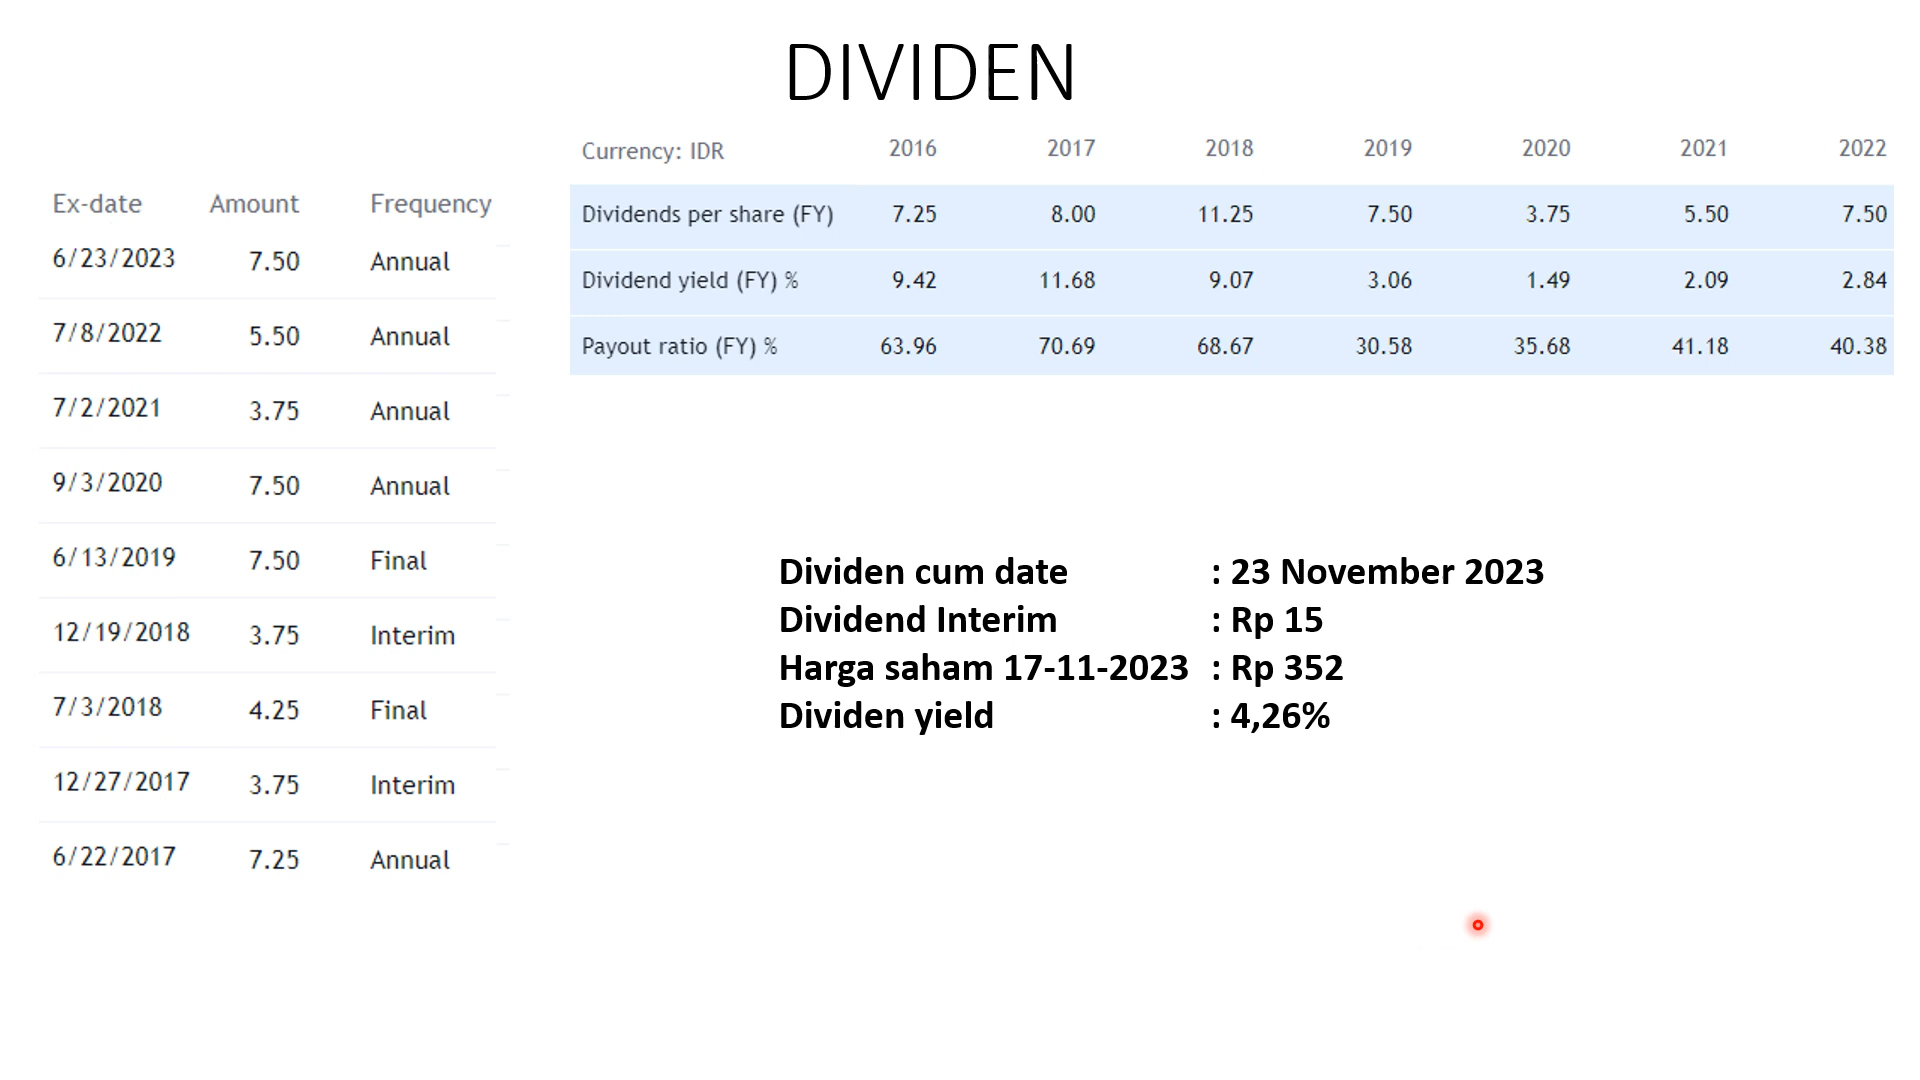 DIVIDEN
Ex-date Amount Frequency
6/23/2023 7.50 Annual
7/8/2022 5.50 Annual
7/2/2021 3.75 Annual
9/3/2020 7.50 Annual
6/13/2019 7.50 Final
12/19/2018 3.75 Interim
7/3/2018 4.25 Final
12/27/2017 3.75 Interim
6/22/2017 7.25 Annual
Currency: IDR 2016 2017 2018 2019 2020 2021 2022
Dividends per share (FY) 7.25 8.00 11.25 7.50 3.75 5.50 7.50
Dividend yield (FY) % 9.42 11.68 9.07 3.06 1.49 2.09 2.84
Payout ratio (FY) % 63.96 70.69 68.67 30.58 35.68 41.18 40.38
Dividen cum date : 23 November 2023
Dividend Interim : Rp 15
Harga saham 17-11-2023 : Rp 352
Dividen yield : 4,26%